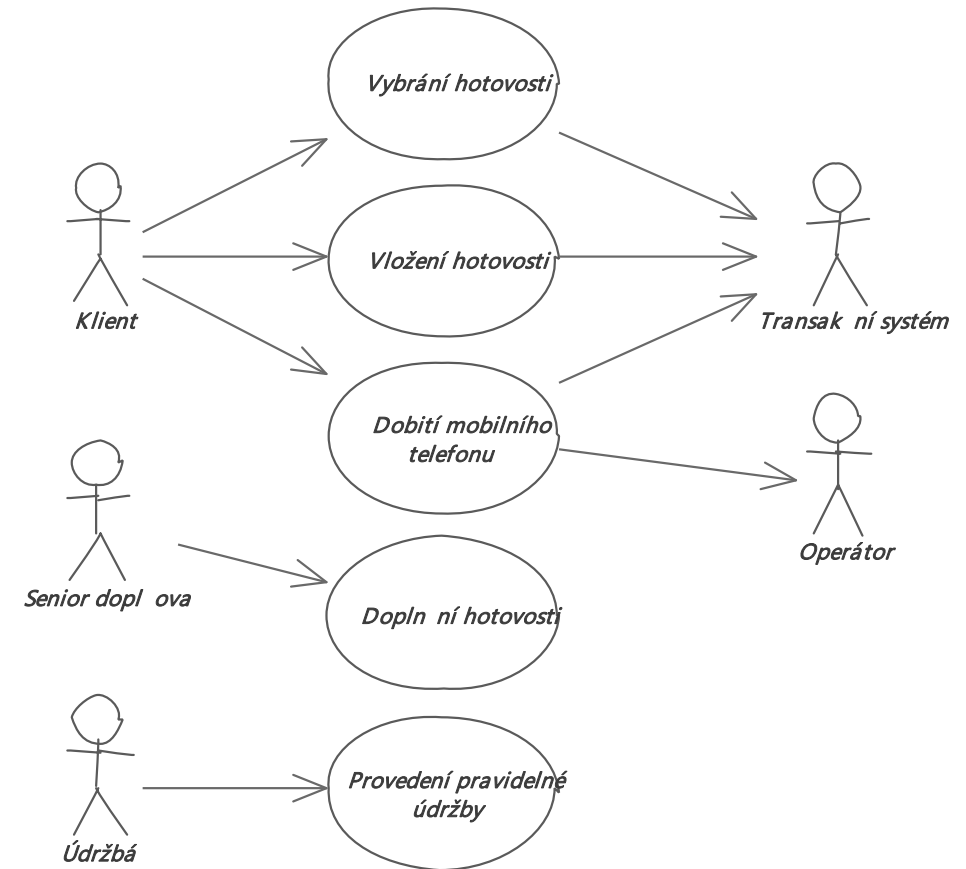 Vybrání hotovosti
Vložení hotovosti
Klient
Transak ní systém
Dobití mobilního
telefonu
Operátor
Senior dopl ova
Dopln ní hotovosti
Provedení pravidelné
údržby
Údržbá